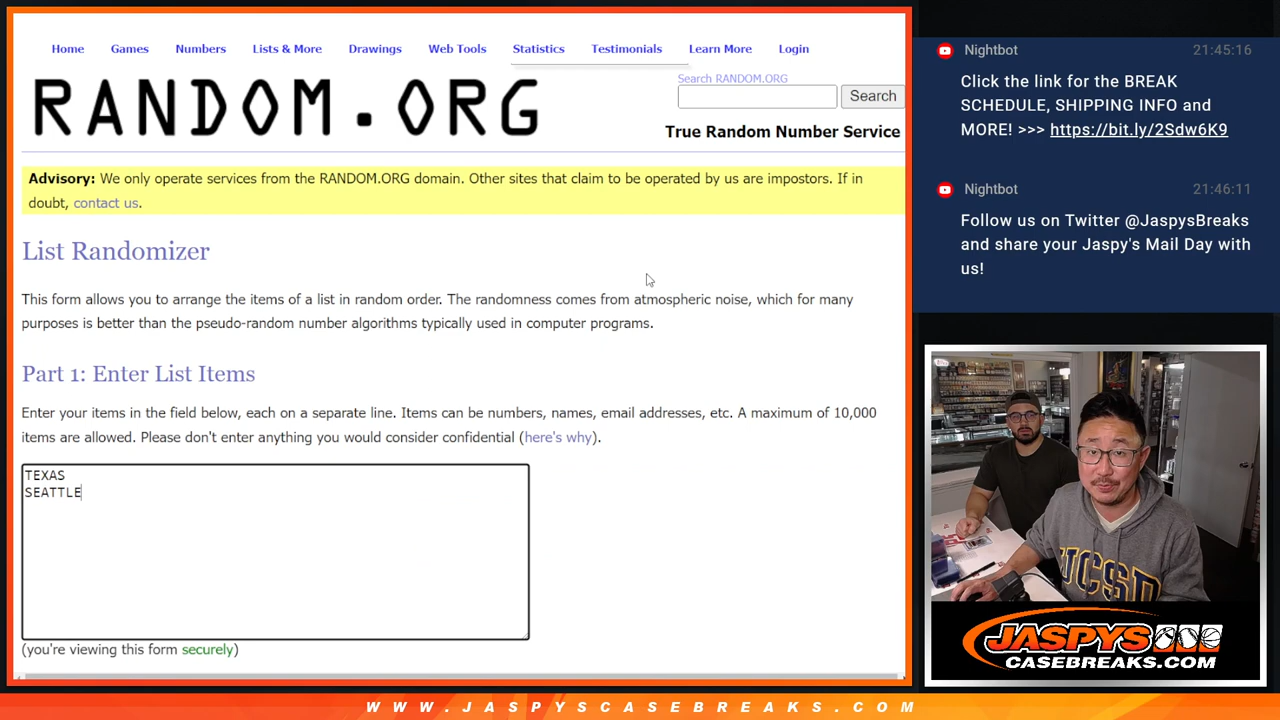 Home Games Numbers Lists & More Drawings Web Tools Statistics Testimonials Learn More Login
RANDOM.ORG
Search RANDOM.ORG
Search
True Random Number Service
Advisory: We only operate services from the RANDOM.ORG domain. Other sites that claim to be operated by us are impostors. If in
doubt, contact us.
List Randomizer
This form allows you to arrange the items of a list in random order. The randomness comes from atmospheric noise, which for many
purposes is better than the pseudo-random number algorithms typically used in computer programs.
Part 1: Enter List Items
Enter your items in the field below, each on a separate line. Items can be numbers, names, email addresses, etc. A maximum of 10,000
items are allowed. Please don't enter anything you would consider confidential (here's why).
TEXAS
SEATTLE
(you're viewing this form securely)
Nightbot 21:45:16
Click the link for the BREAK
SCHEDULE, SHIPPING INFO and
MORE! >>> https://bit.ly/2Sdw6K9
Nightbot 21:46:11
Follow us on Twitter @JaspysBreaks
and share your Jaspy's Mail Day with
us!
UCSD
JASPYS
CASEBREAKS.COM
WWW.JASPYSCASEBREAKS.COM